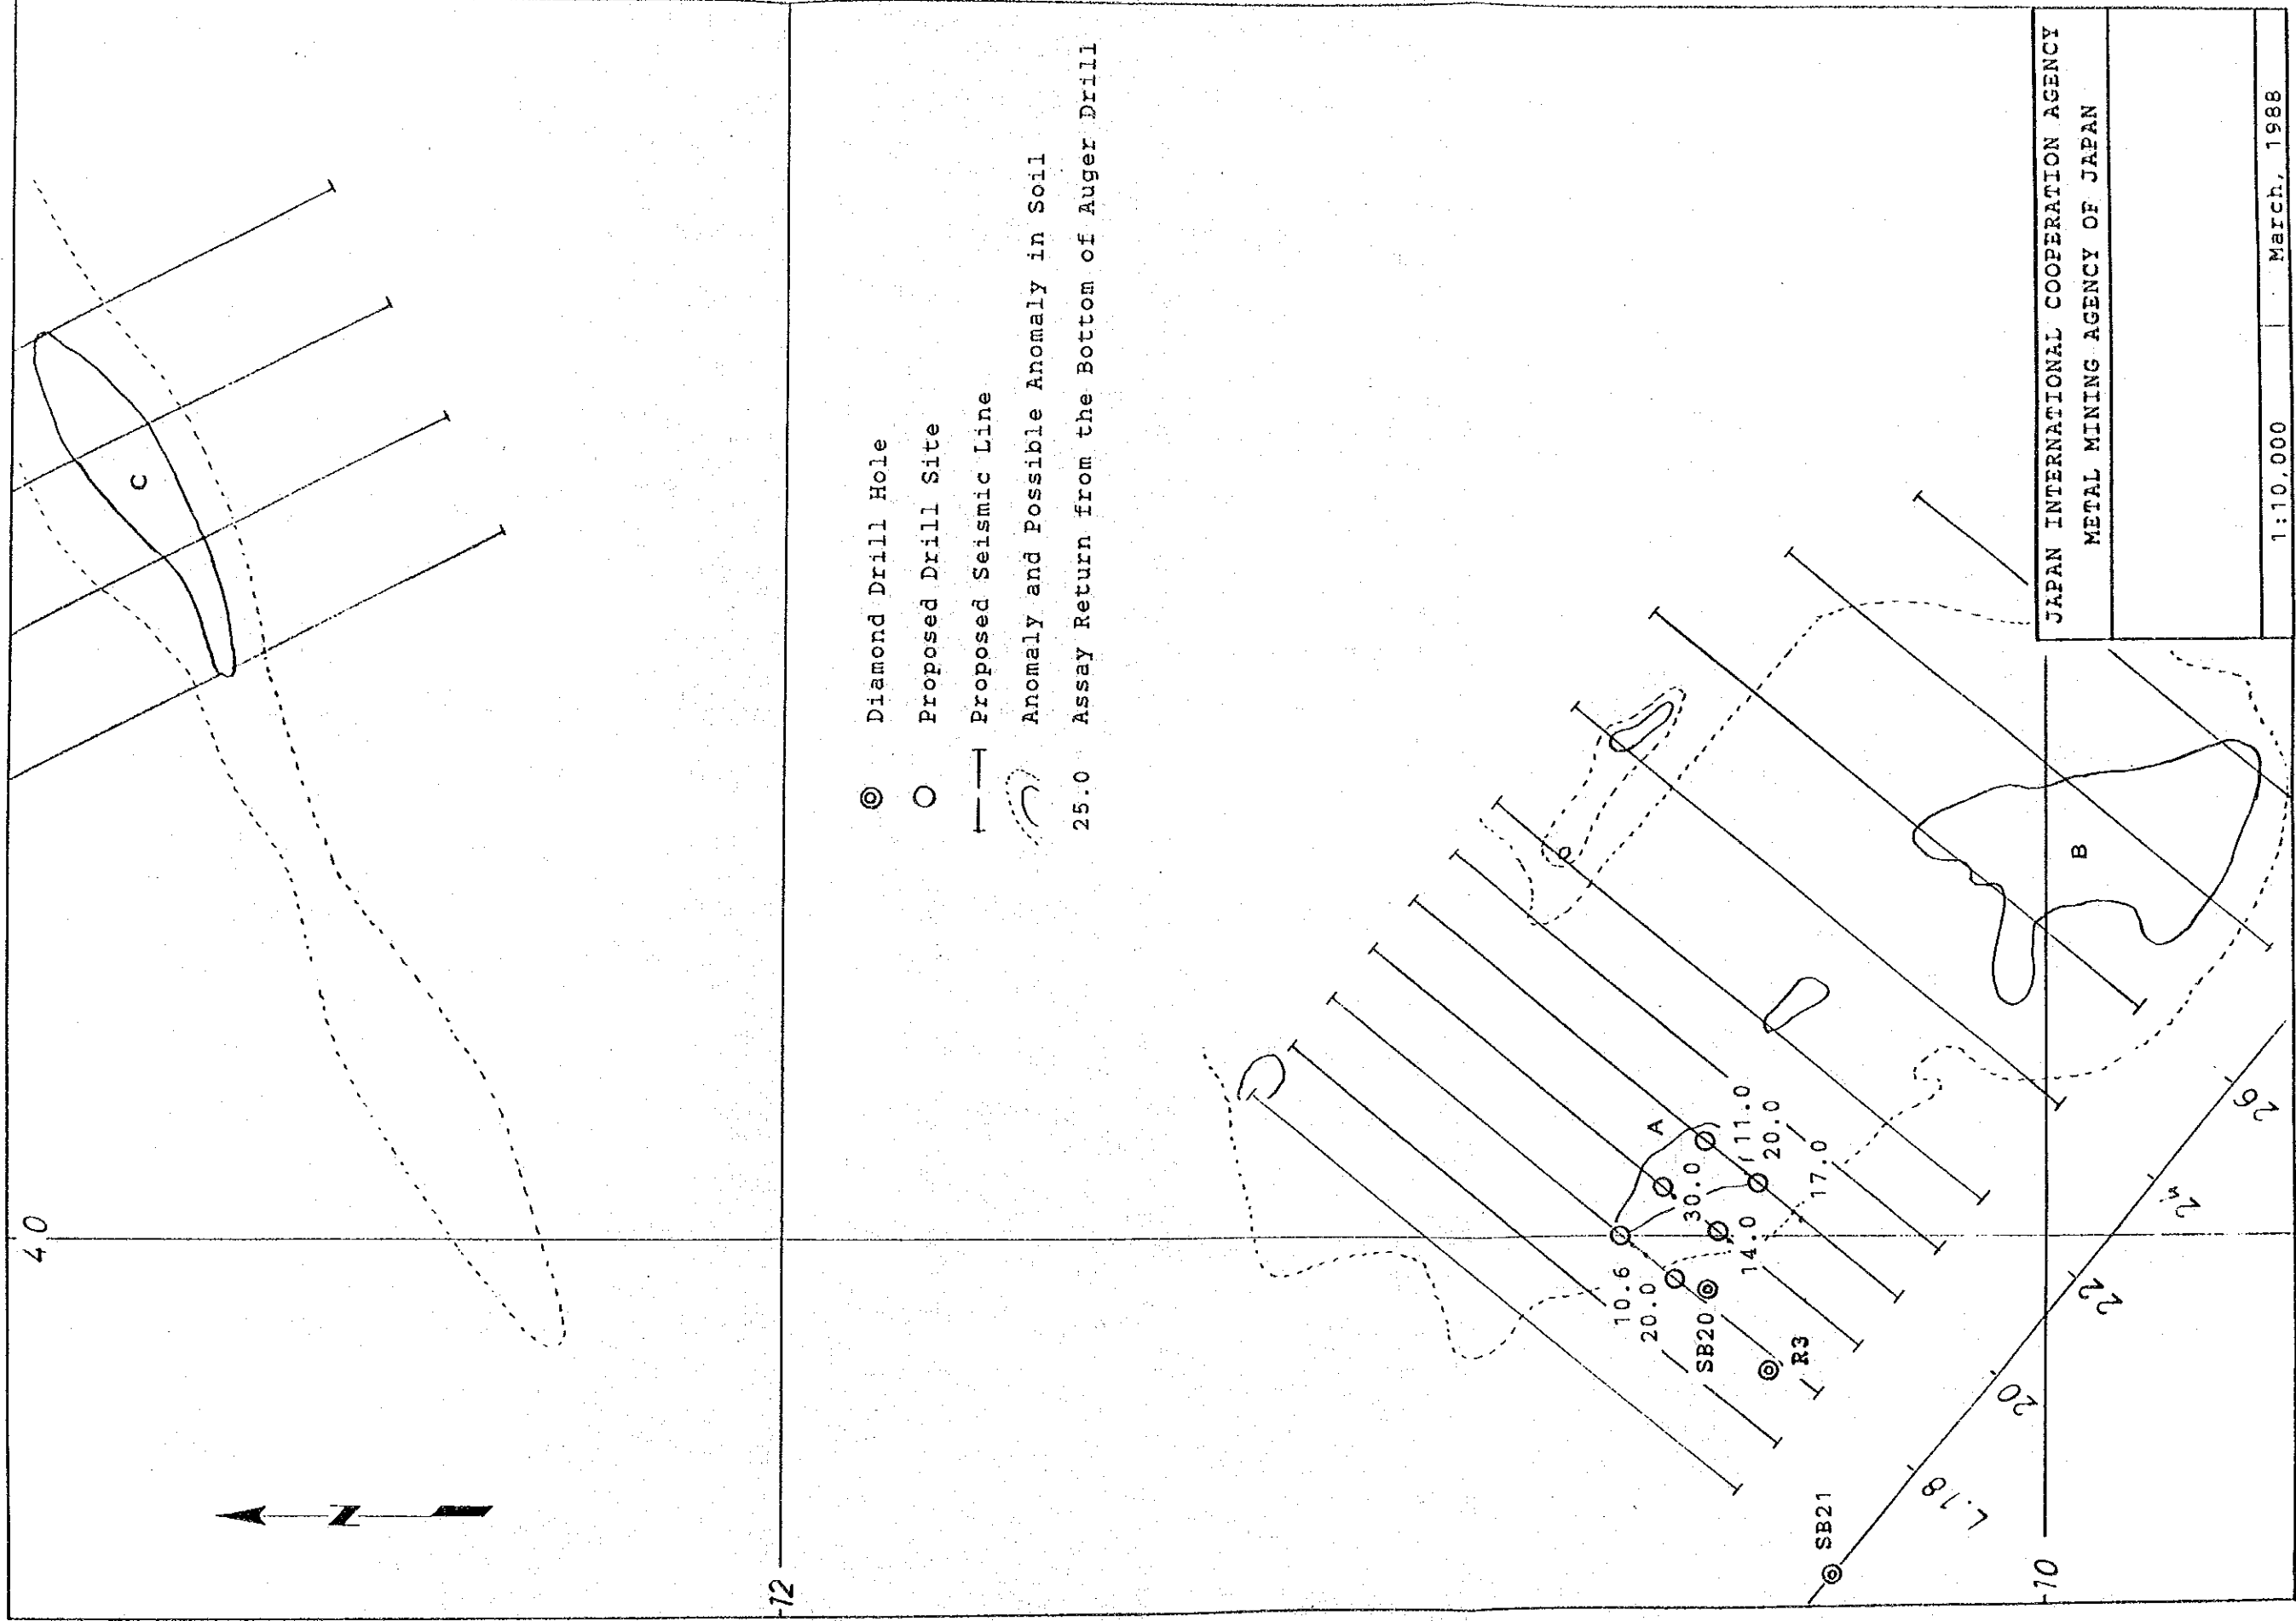 40
C
12
Diamond Drill Hole
Proposed Drill Site
Proposed Seismic Line
Anomaly and Possible Anomaly in Soil
25.0 Assay Return from the Bottom of Auger Drill
A
10.6
20.0
30.0
11.0
20.0
14.0
17.0
SB20
R3
SB21
B
L.18
20
22
24
26
10
JAPAN INTERNATIONAL COOPERATION AGENCY
METAL MINING AGENCY OF JAPAN
1:10,000
March, 1988
N